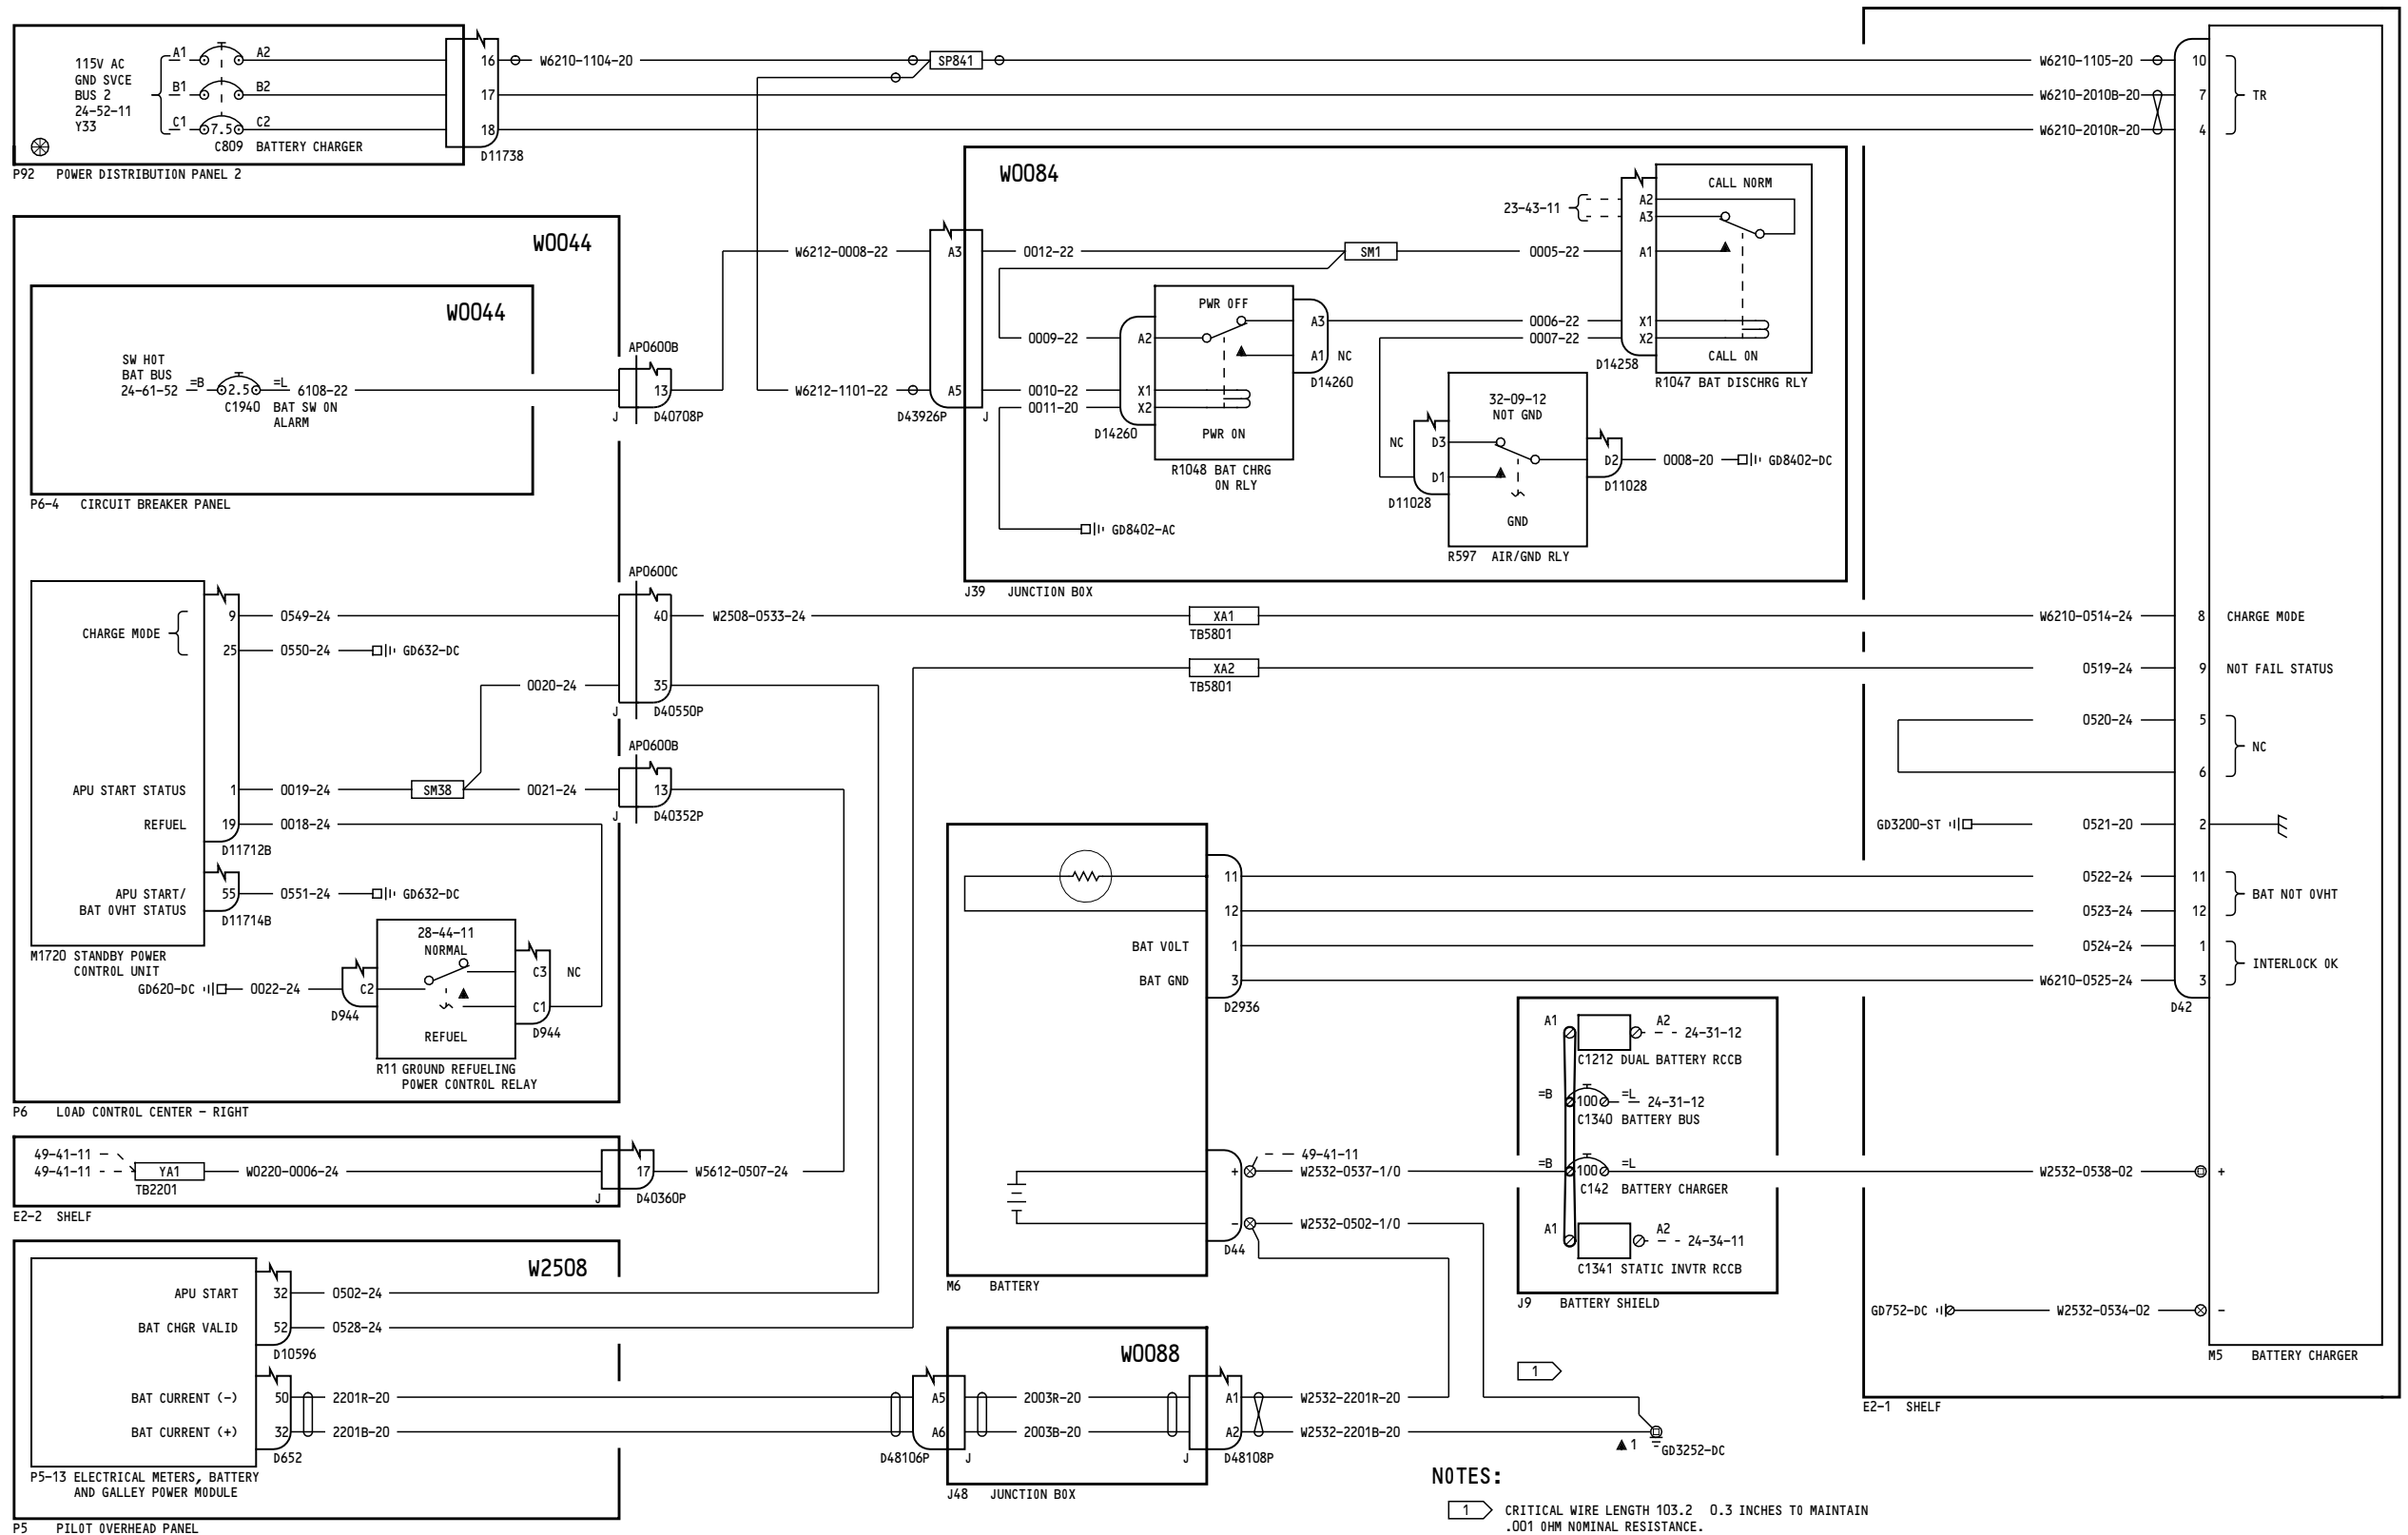 115V AC
GND SVCE
BUS 2
24-52-11
Y33
A1 A2
B1 B2
C1 7.5 C2
C809 BATTERY CHARGER
P92 POWER DISTRIBUTION PANEL 2
16 W6210-1104-20
17
18
D11738
SP841
W6210-1105-20 10
W6210-2010B-20 7
W6210-2010R-20 4
TR
W0044
W0044
SW HOT
BAT BUS
24-61-52 =B 2.5 =L 6108-22
C1940 BAT SW ON
ALARM
P6-4 CIRCUIT BREAKER PANEL
AP0600B
13
J D40708P
W6212-0008-22 A3
W6212-1101-22 A5
D43926P J
W0084
0012-22 SM1 0005-22
23-43-11
A2
A3
A1
X1
X2
D14258
CALL NORM
CALL ON
R1047 BAT DISCHRG RLY
0009-22 A2
0010-22 X1
0011-20 X2
D14260
PWR OFF
PWR ON
A3
A1 NC
D14260
R1048 BAT CHRG
ON RLY
0006-22
0007-22
GD8402-AC
32-09-12
NOT GND
NC D3
D1
D11028
GND
D2 0008-20 GD8402-DC
D11028
R597 AIR/GND RLY
J39 JUNCTION BOX
CHARGE MODE
9 0549-24
25 0550-24 GD632-DC
AP0600C
40 W2508-0533-24
XA1
TB5801
W6210-0514-24 8 CHARGE MODE
XA2
TB5801
0519-24 9 NOT FAIL STATUS
0020-24 35
J D40550P
0520-24 5
6
NC
AP0600B
APU START STATUS 1 0019-24 SM38 0021-24 13
J D40352P
REFUEL 19 0018-24
D11712B
GD3200-ST 0521-20 2
APU START/
BAT OVHT STATUS
55 0551-24 GD632-DC
D11714B
M1720 STANDBY POWER
CONTROL UNIT
28-44-11
NORMAL
GD620-DC 0022-24 C2
D944
C3 NC
C1
D944
REFUEL
R11 GROUND REFUELING
POWER CONTROL RELAY
P6 LOAD CONTROL CENTER - RIGHT
11 0522-24 11
12 0523-24 12
BAT NOT OVHT
BAT VOLT 1 0524-24 1
BAT GND 3 W6210-0525-24 3
INTERLOCK OK
D2936
D42
A1 A2 24-31-12
C1212 DUAL BATTERY RCCB
=B 100 =L 24-31-12
C1340 BATTERY BUS
49-41-11
49-41-11 YA1 W0220-0006-24 17 W5612-0507-24
TB2201
J D40360P
E2-2 SHELF
49-41-11
+ W2532-0537-1/0
=B 100 =L
C142 BATTERY CHARGER
W2532-0538-02 +
- W2532-0502-1/0
D44
A1 A2 24-34-11
C1341 STATIC INVTR RCCB
M6 BATTERY
J9 BATTERY SHIELD
GD752-DC W2532-0534-02 -
M5 BATTERY CHARGER
E2-1 SHELF
W2508
APU START 32 0502-24
BAT CHGR VALID 52 0528-24
D10596
BAT CURRENT (-) 50 2201R-20
BAT CURRENT (+) 32 2201B-20
D652
P5-13 ELECTRICAL METERS, BATTERY
AND GALLEY POWER MODULE
P5 PILOT OVERHEAD PANEL
W0088
A5 2003R-20 A1 W2532-2201R-20
A6 2003B-20 A2 W2532-2201B-20
D48106P J J D48108P
J48 JUNCTION BOX
1
1 GD3252-DC
NOTES:
1 CRITICAL WIRE LENGTH 103.2 0.3 INCHES TO MAINTAIN
.001 OHM NOMINAL RESISTANCE.